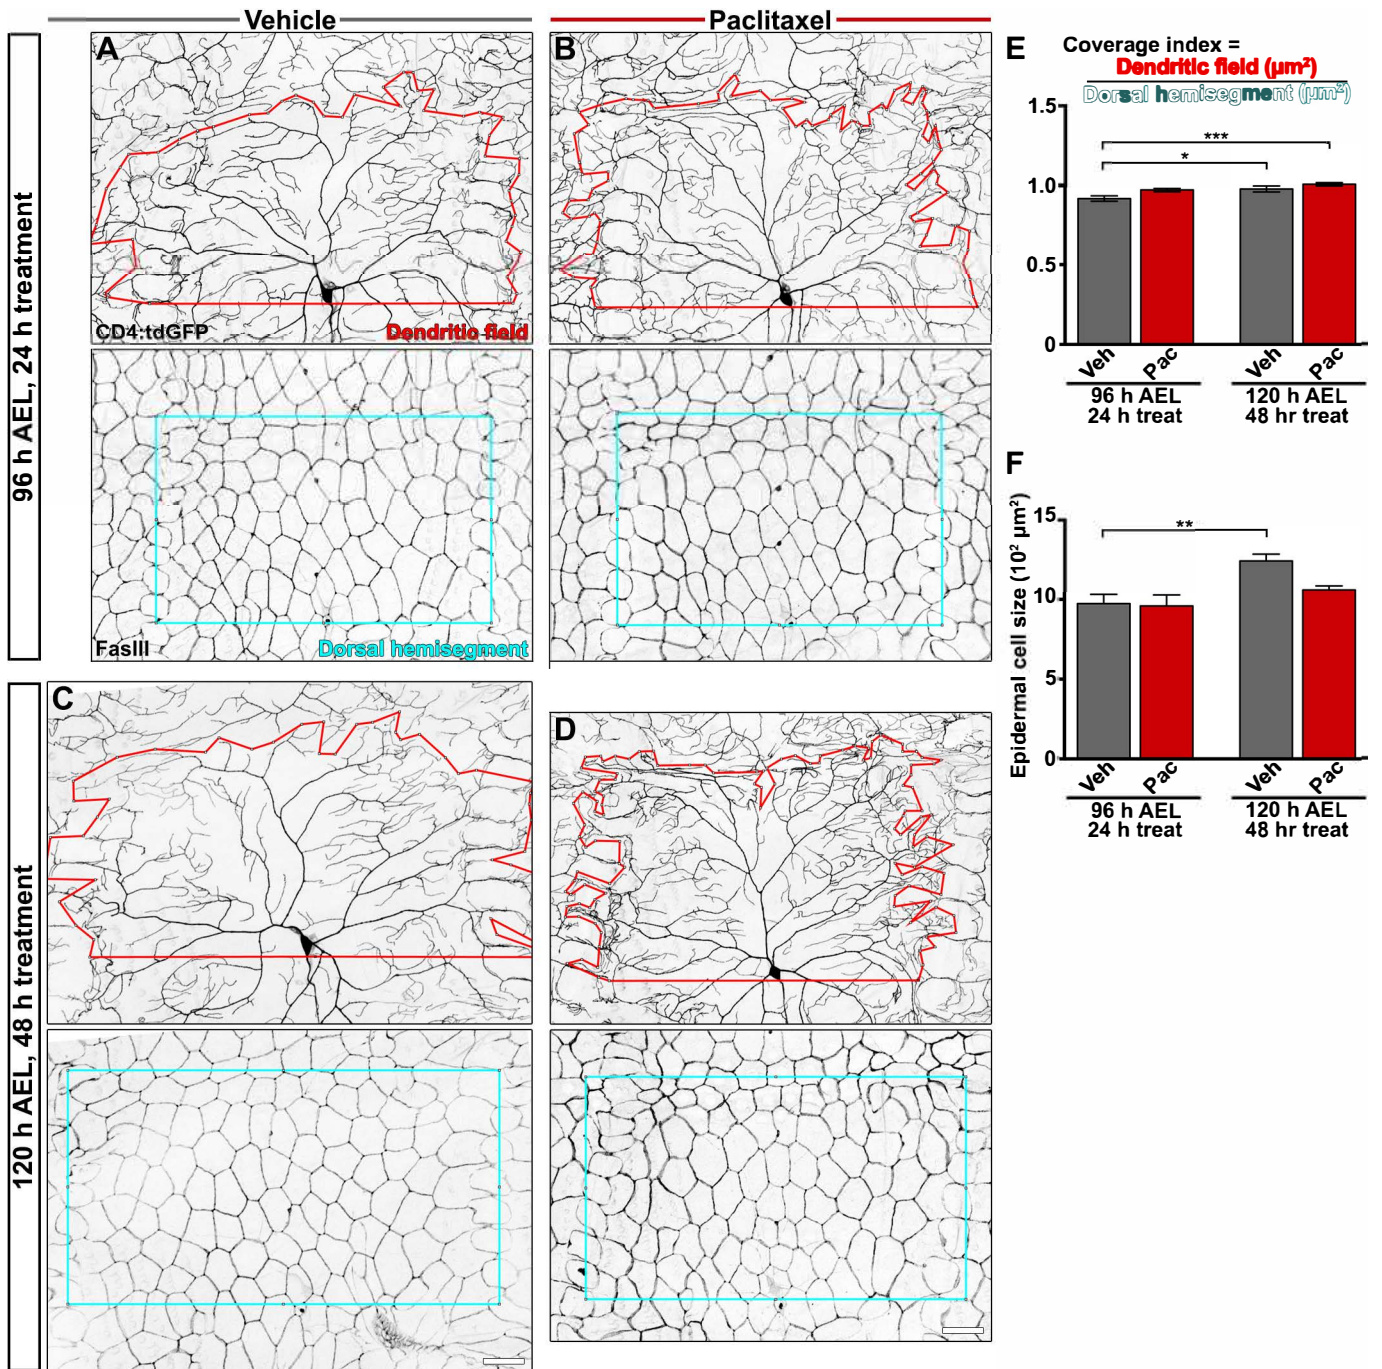 Vehicle
Paclitaxel
96 h AEL, 24 h treatment
A
CD4:tdGFP
Dendritic field
B
FasIII
Dorsal hemisegment
120 h AEL, 48 h treatment
C
D
E
Coverage index =
Dendritic field (µm²)
Dorsal hemisegment (µm²)
1.5
1.0
0.5
0
***
*
Veh
Pac
Veh
Pac
96 h AEL
24 h treat
120 h AEL
48 hr treat
F
Epidermal cell size (10² µm²)
15
10
5
0
**
Veh
Pac
Veh
Pac
96 h AEL
24 h treat
120 h AEL
48 hr treat